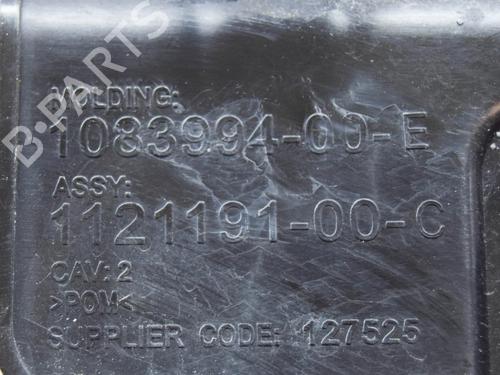 B-PARTS
MOLDING:
1083994-00-E
ASSY:
1121191-00-C
CAV: 2
>POM<
SUPPLIER CODE: 127525